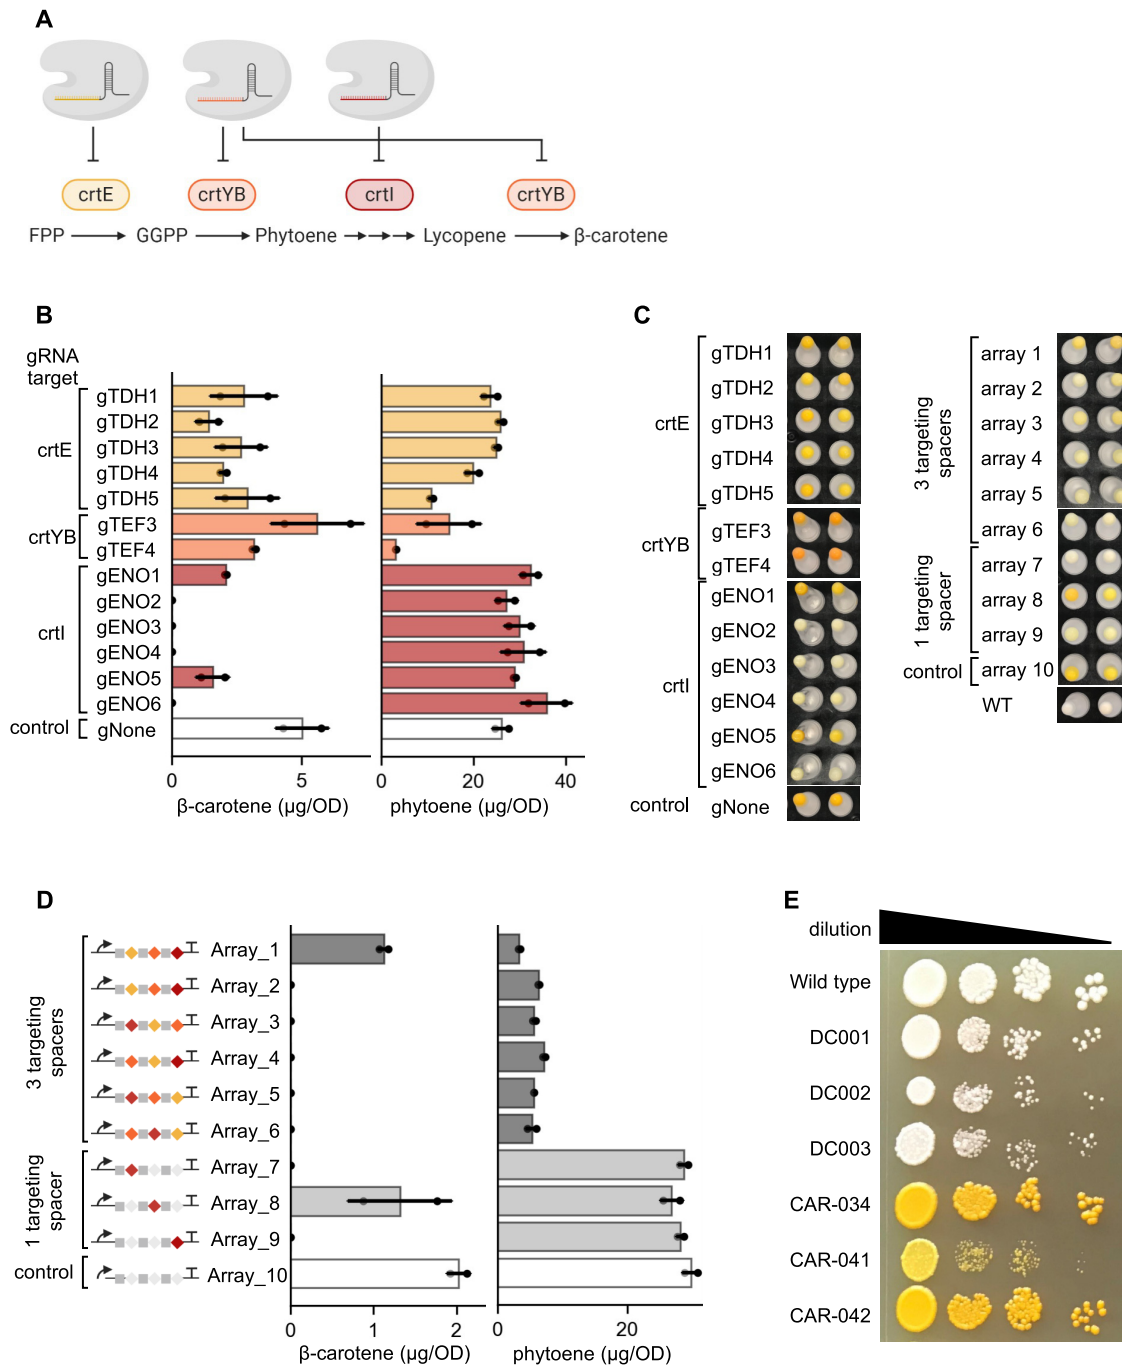 A
crtE
crtYB
crtI
crtYB
FPP
GGPP
Phytoene
Lycopene
β-carotene
B
gRNA
target
crtE
gTDH1
gTDH2
gTDH3
gTDH4
gTDH5
crtYB
gTEF3
gTEF4
crtI
gENO1
gENO2
gENO3
gENO4
gENO5
gENO6
control
gNone
0
5
β-carotene (µg/OD)
0
20
40
phytoene (µg/OD)
C
crtE
gTDH1
gTDH2
gTDH3
gTDH4
gTDH5
crtYB
gTEF3
gTEF4
crtI
gENO1
gENO2
gENO3
gENO4
gENO5
gENO6
control
gNone
3 targeting
spacers
array 1
array 2
array 3
array 4
array 5
array 6
1 targeting
spacer
array 7
array 8
array 9
control
array 10
WT
D
3 targeting
spacers
Array_1
Array_2
Array_3
Array_4
Array_5
Array_6
1 targeting
spacer
Array_7
Array_8
Array_9
control
Array_10
0
1
2
β-carotene (µg/OD)
0
20
phytoene (µg/OD)
E
dilution
Wild type
DC001
DC002
DC003
CAR-034
CAR-041
CAR-042